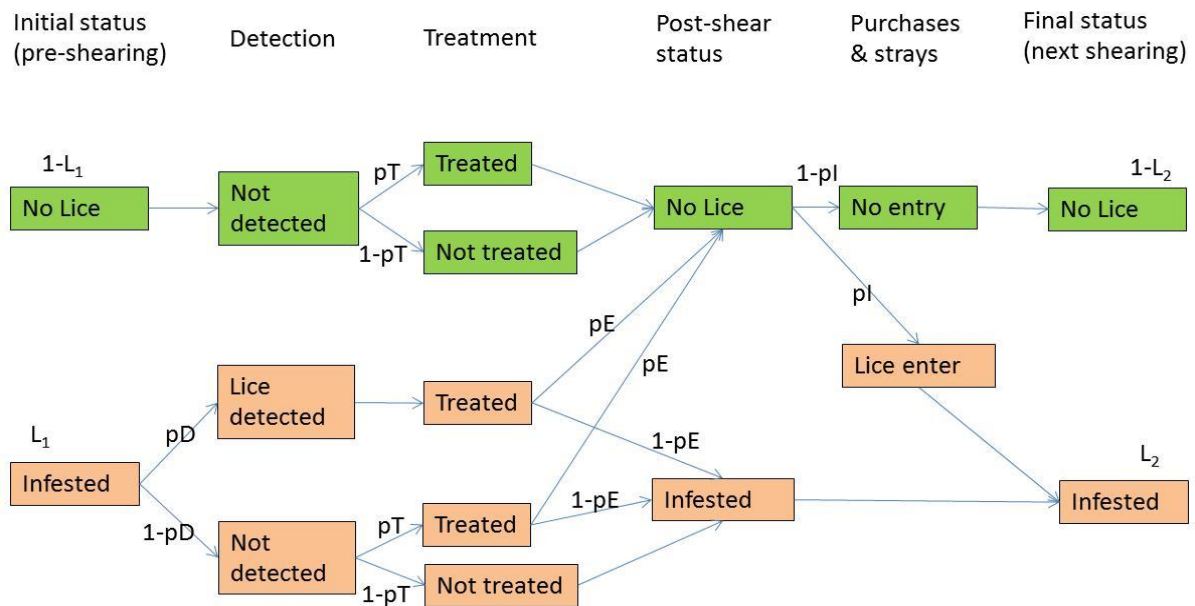 Initial status
(pre-shearing)
Detection
Treatment
Post-shear
status
Purchases
& strays
Final status
(next shearing)
1-L₁
No Lice
Not
detected
pT
1-pT
Treated
Not treated
No Lice
1-pI
No entry
1-L₂
No Lice
pI
Lice enter
pE
pE
L₁
Infested
pD
1-pD
Lice
detected
Treated
1-pE
Not
detected
pT
1-pT
Treated
Not treated
1-pE
Infested
L₂
Infested